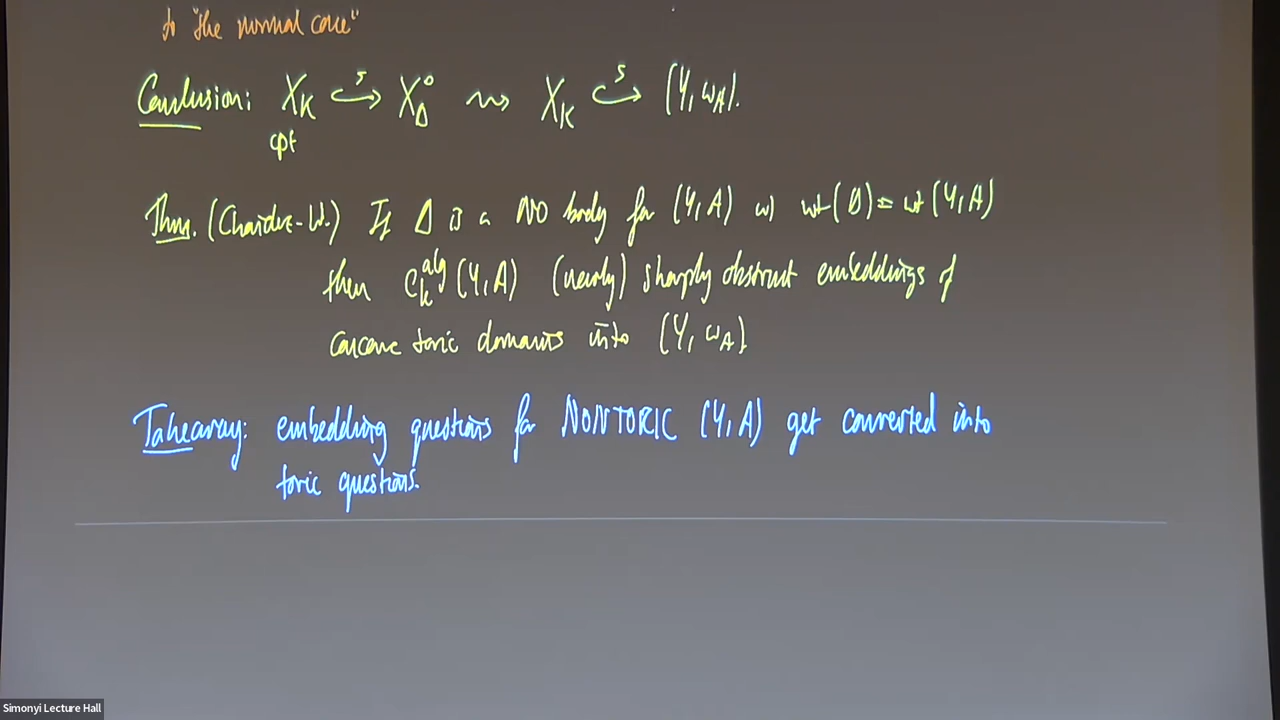 to "the normal cone"
Conclusion: X_K ↪^s X_Δ° ⇝ X_K ↪^s (Y, ω_A).
cpt
Thm. (Chaidez-W.) If Δ is a NO body for (Y, A) w/ wt(Δ) = wt(Y, A)
then c_k^alg (Y, A) (nearly) sharply obstruct embeddings of
concave toric domains into (Y, ω_A).
Takeaway: embedding questions for NONTORIC (Y, A) get converted into
toric questions.
Simonyi Lecture Hall